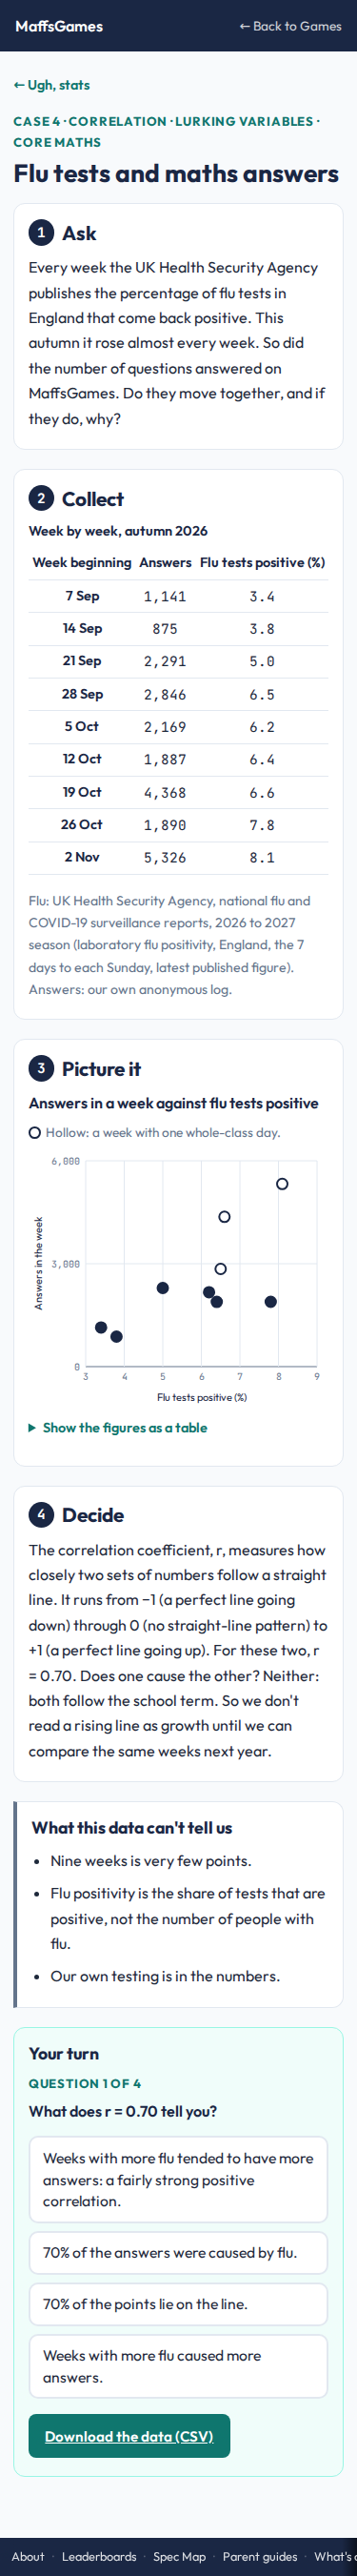 MaffsGames
← Back to Games
← Ugh, stats
CASE 4 · CORRELATION · LURKING VARIABLES ·
CORE MATHS
Flu tests and maths answers
1 Ask
Every week the UK Health Security Agency
publishes the percentage of flu tests in
England that come back positive. This
autumn it rose almost every week. So did
the number of questions answered on
MaffsGames. Do they move together, and if
they do, why?
2 Collect
Week by week, autumn 2026
Week beginning Answers Flu tests positive (%)
7 Sep 1,141 3.4
14 Sep 875 3.8
21 Sep 2,291 5.0
28 Sep 2,846 6.5
5 Oct 2,169 6.2
12 Oct 1,887 6.4
19 Oct 4,368 6.6
26 Oct 1,890 7.8
2 Nov 5,326 8.1
Flu: UK Health Security Agency, national flu and
COVID-19 surveillance reports, 2026 to 2027
season (laboratory flu positivity, England, the 7
days to each Sunday, latest published figure).
Answers: our own anonymous log.
3 Picture it
Answers in a week against flu tests positive
Hollow: a week with one whole-class day.
6,000
3,000
0
Answers in the week
3 4 5 6 7 8 9
Flu tests positive (%)
▶ Show the figures as a table
4 Decide
The correlation coefficient, r, measures how
closely two sets of numbers follow a straight
line. It runs from −1 (a perfect line going
down) through 0 (no straight-line pattern) to
+1 (a perfect line going up). For these two, r
= 0.70. Does one cause the other? Neither:
both follow the school term. So we don't
read a rising line as growth until we can
compare the same weeks next year.
What this data can't tell us
• Nine weeks is very few points.
• Flu positivity is the share of tests that are
positive, not the number of people with
flu.
• Our own testing is in the numbers.
Your turn
QUESTION 1 OF 4
What does r = 0.70 tell you?
Weeks with more flu tended to have more
answers: a fairly strong positive
correlation.
70% of the answers were caused by flu.
70% of the points lie on the line.
Weeks with more flu caused more
answers.
Download the data (CSV)
About · Leaderboards · Spec Map · Parent guides · What's